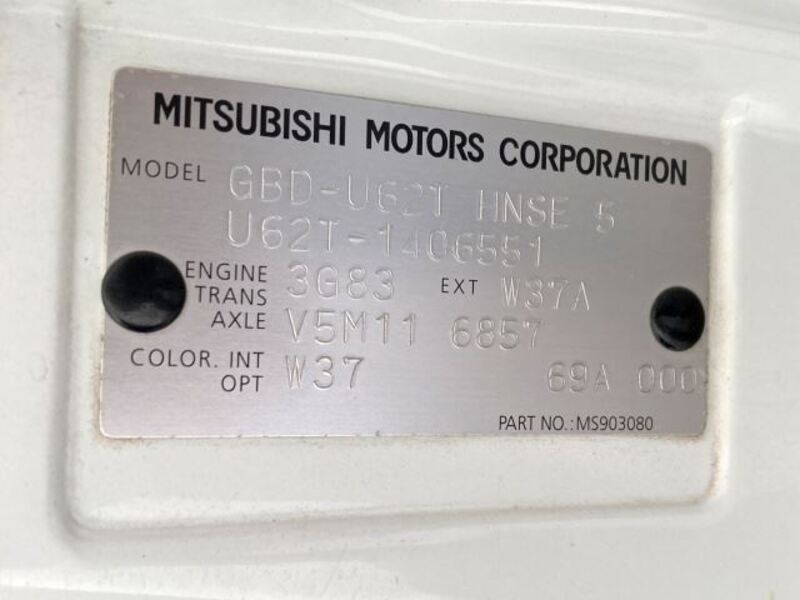 MITSUBISHI MOTORS CORPORATION
MODEL GBD-U62T HNSE 5
U62T-1406551
ENGINE 3G83 EXT W37A
TRANS
AXLE V5M11 6857
COLOR. INT W37 69A 000
OPT
PART NO.:MS903080